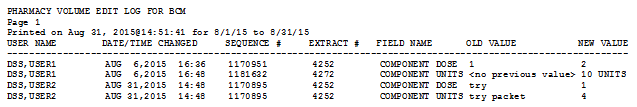 PHARMACY VOLUME EDIT LOG FOR BCM
Page 1
Printed on Aug 31, 2015@14:51:41 for 8/1/15 to 8/31/15
USER NAME DATE/TIME CHANGED SEQUENCE # EXTRACT # FIELD NAME OLD VALUE NEW VALUE
DSS,USER1 AUG 6,2015 16:36 1170951 4252 COMPONENT DOSE 1 2
DSS,USER1 AUG 6,2015 16:48 1181632 4272 COMPONENT UNITS <no previous value> 10 UNITS
DSS,USER2 AUG 31,2015 14:48 1170895 4252 COMPONENT DOSE try 1
DSS,USER2 AUG 31,2015 14:48 1170895 4252 COMPONENT UNITS try packet 4